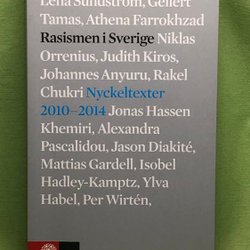 Lena Sundström, Gellert
Tamas, Athena Farrokhzad
Rasismen i Sverige Niklas
Orrenius, Judith Kiros,
Johannes Anyuru, Rakel
Chukri Nyckeltexter
2010–2014 Jonas Hassen
Khemiri, Alexandra
Pascalidou, Jason Diakité,
Mattias Gardell, Isobel
Hadley-Kamptz, Ylva
Habel, Per Wirtén,